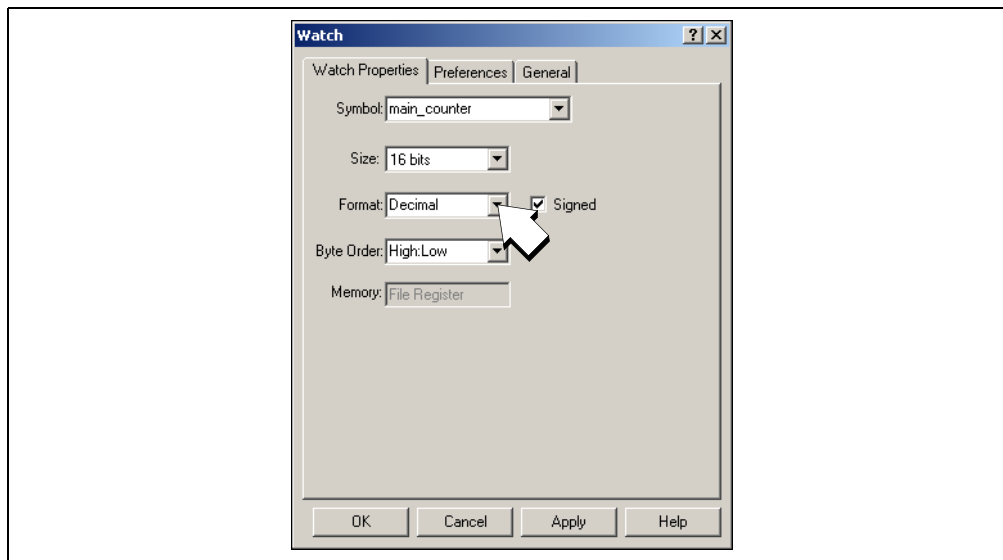 Watch
Watch Properties Preferences General
Symbol: main_counter
Size: 16 bits
Format: Decimal Signed
Byte Order: High:Low
Memory: File Register
OK Cancel Apply Help